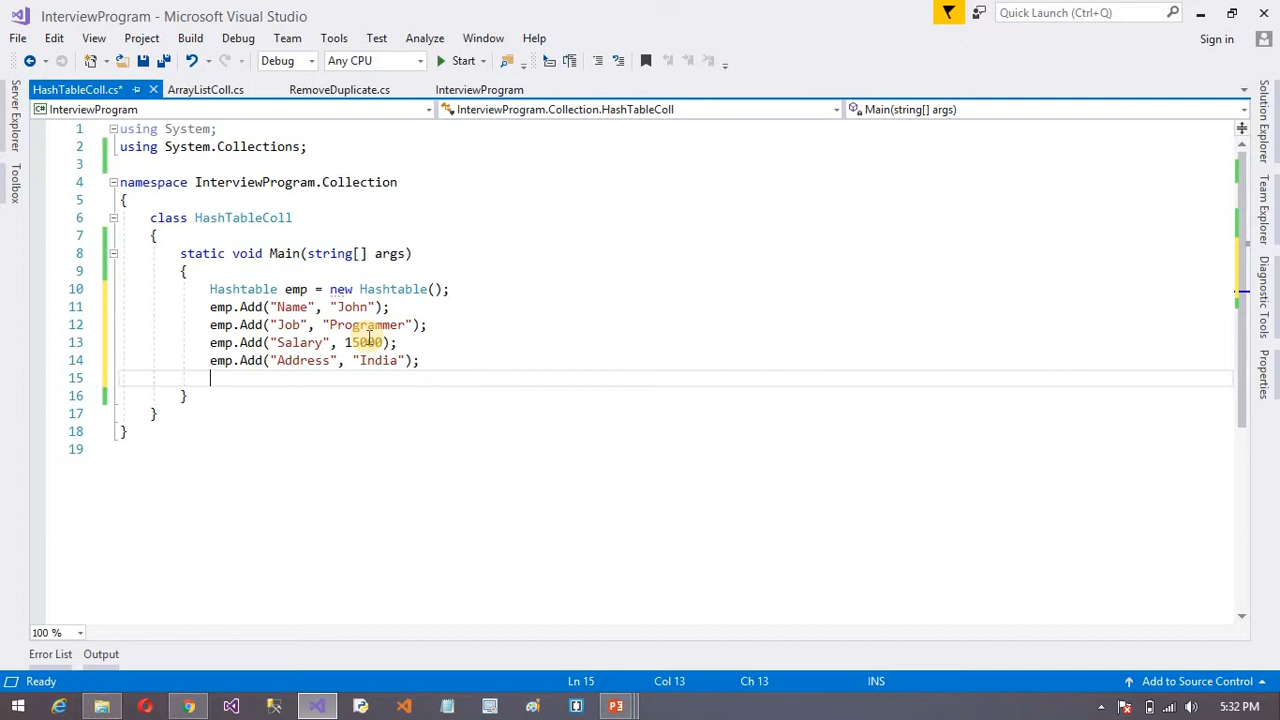 InterviewProgram - Microsoft Visual Studio
Quick Launch (Ctrl+Q)
File Edit View Project Build Debug Team Tools Test Analyze Window Help
Sign in
Debug Any CPU Start
HashTableColl.cs* ArrayListColl.cs RemoveDuplicate.cs InterviewProgram
InterviewProgram InterviewProgram.Collection.HashTableColl Main(string[] args)
Server Explorer
Toolbox
1 using System;
2 using System.Collections;
3
4 namespace InterviewProgram.Collection
5 {
6 class HashTableColl
7 {
8 static void Main(string[] args)
9 {
10 Hashtable emp = new Hashtable();
11 emp.Add("Name", "John");
12 emp.Add("Job", "Programmer");
13 emp.Add("Salary", 15000);
14 emp.Add("Address", "India");
15
16 }
17 }
18 }
19
Solution Explorer
Team Explorer
Diagnostic Tools
Properties
100 %
Error List Output
Ready Ln 15 Col 13 Ch 13 INS Add to Source Control
5:32 PM